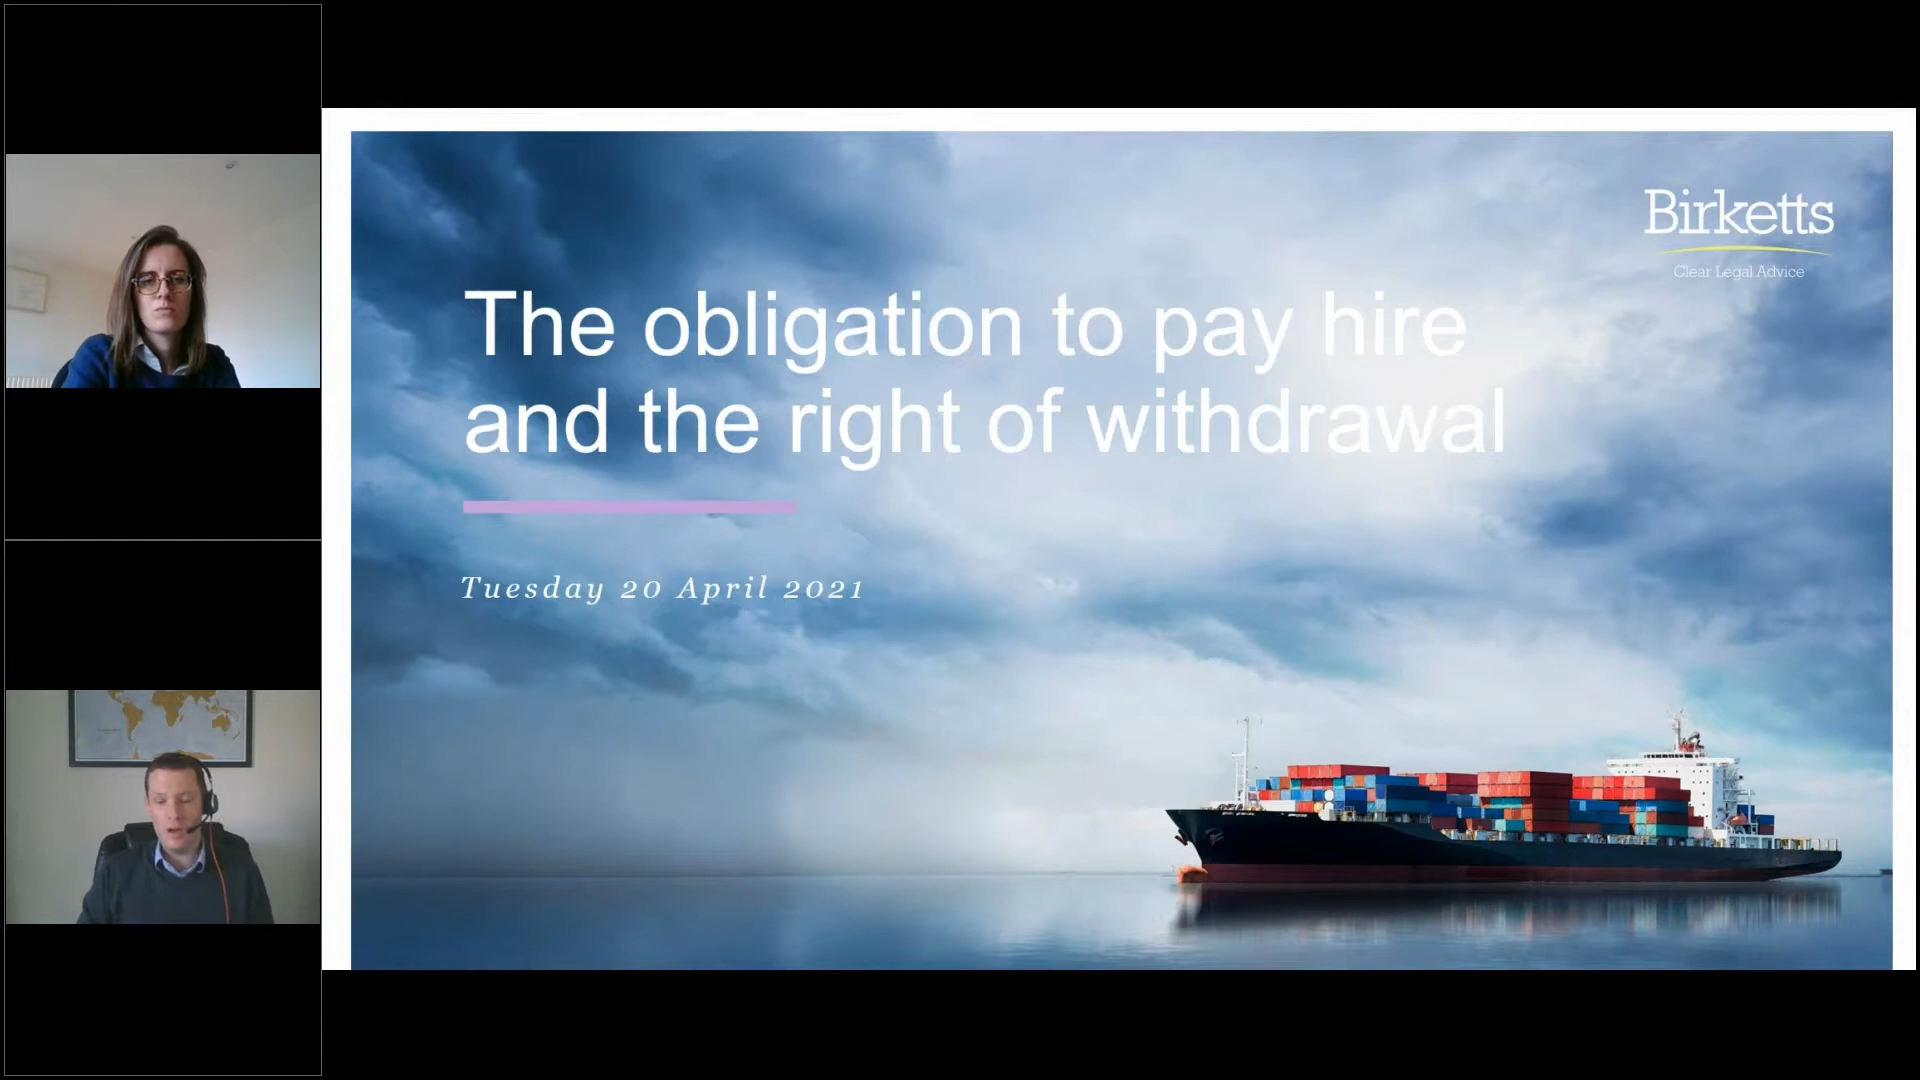 Birketts
Clear Legal Advice
The obligation to pay hire
and the right of withdrawal
Tuesday 20 April 2021